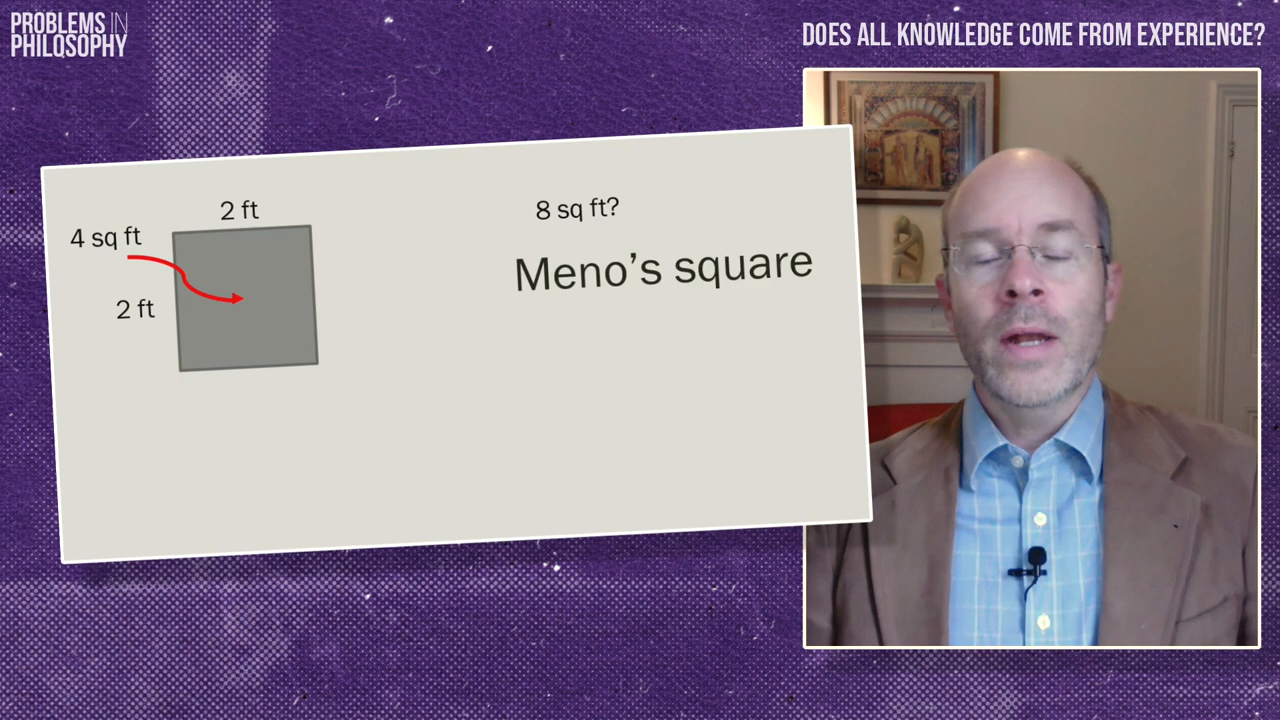 PROBLEMS IN
PHILOSOPHY
DOES ALL KNOWLEDGE COME FROM EXPERIENCE?
2 ft
8 sq ft?
4 sq ft
Meno’s square
2 ft